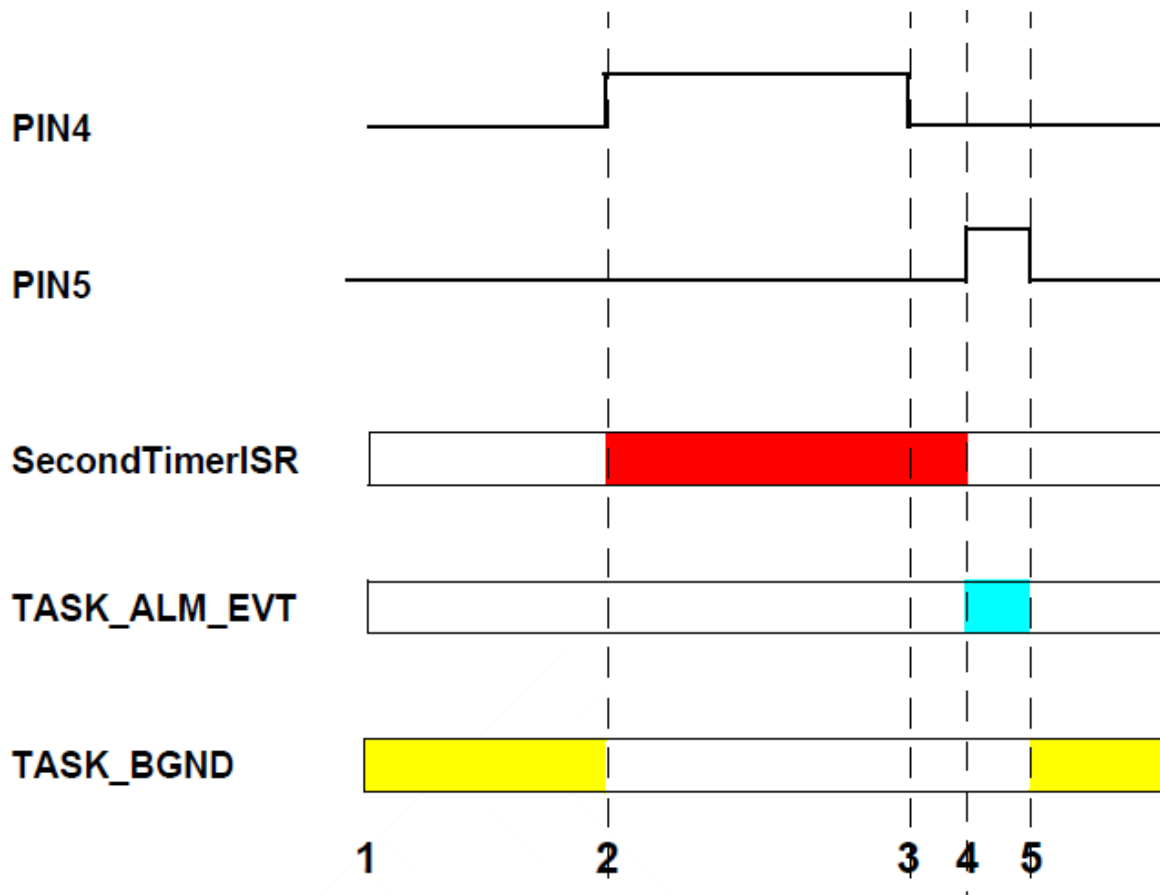 PIN4
PIN5
SecondTimerISR
TASK_ALM_EVT
TASK_BGND
1 2 3 4 5